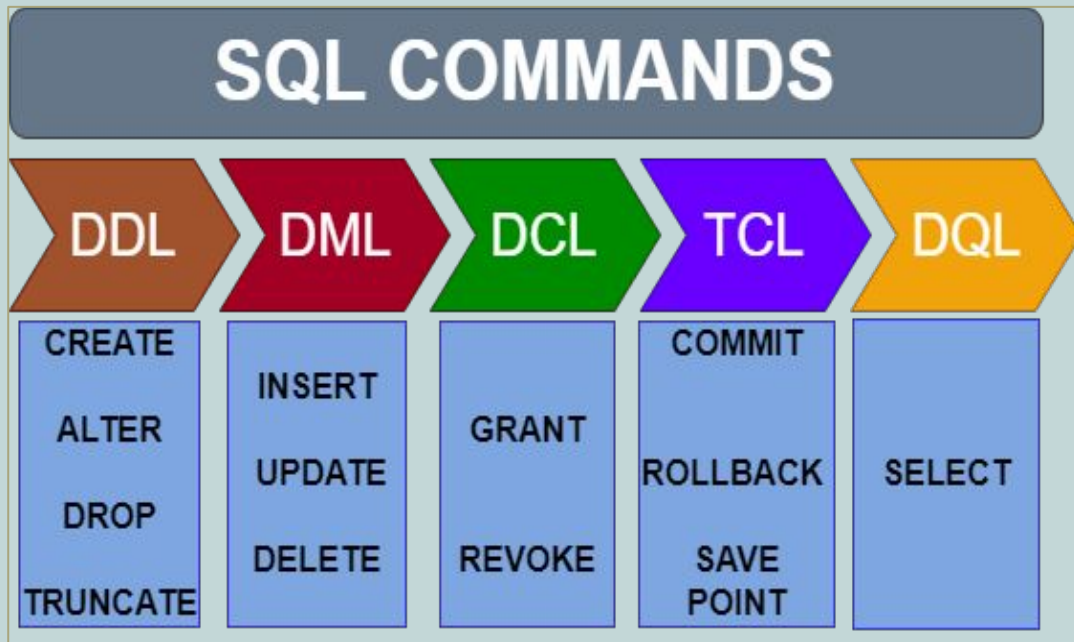 SQL COMMANDS
DDL
DML
DCL
TCL
DQL
CREATE
ALTER
DROP
TRUNCATE
INSERT
UPDATE
DELETE
GRANT
REVOKE
COMMIT
ROLLBACK
SAVE
POINT
SELECT